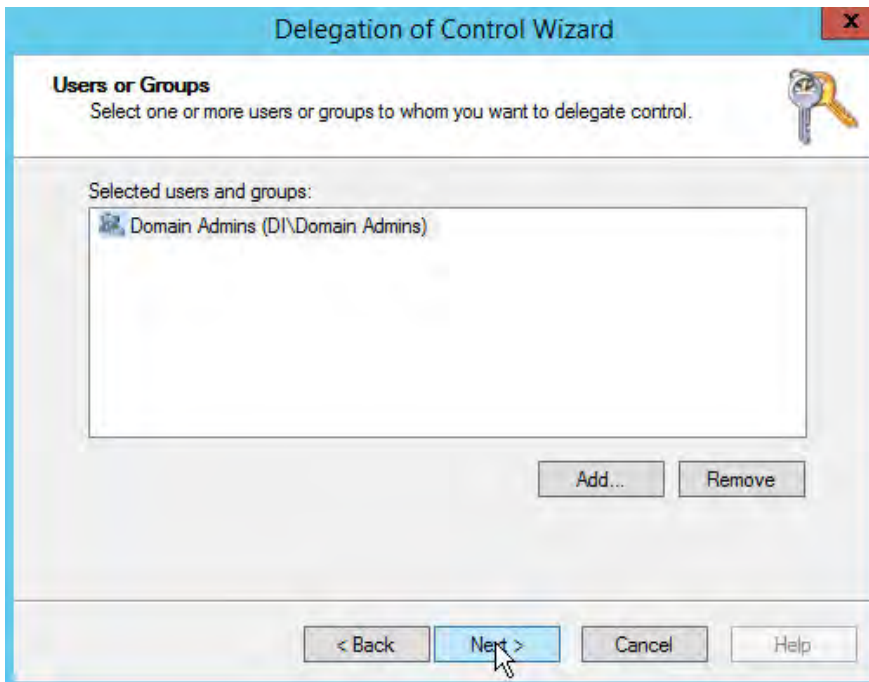 Delegation of Control Wizard
x
Users or Groups
Select one or more users or groups to whom you want to delegate control.
Selected users and groups:
Domain Admins (DI\Domain Admins)
Add... Remove
< Back Next > Cancel Help